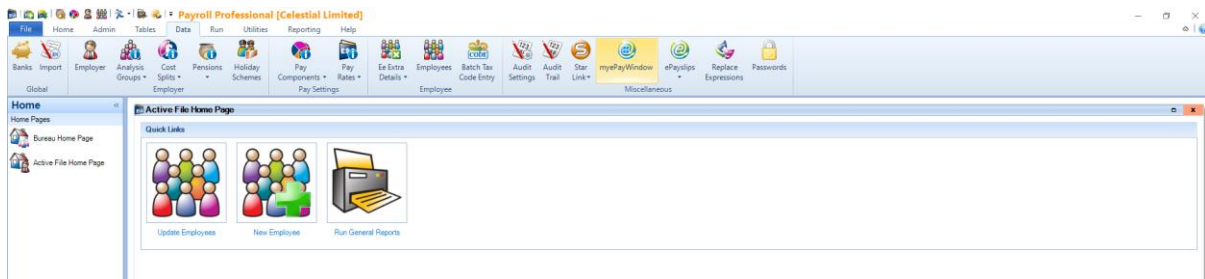 Payroll Professional [Celestial Limited]
File Home Admin Tables Data Run Utilities Reporting Help
Banks Import Employer Analysis Groups Cost Splits Pensions Holiday Schemes Pay Components Pay Rates Ee Extra Details Employees CODE Batch Tax Code Entry Audit Settings Audit Trail Star Link myePayWindow ePayslips Replace Expressions Passwords
Global Employer Pay Settings Employee Miscellaneous
Home
Home Pages
Bureau Home Page
Active File Home Page
Active File Home Page
Quick Links
Update Employees New Employee Run General Reports